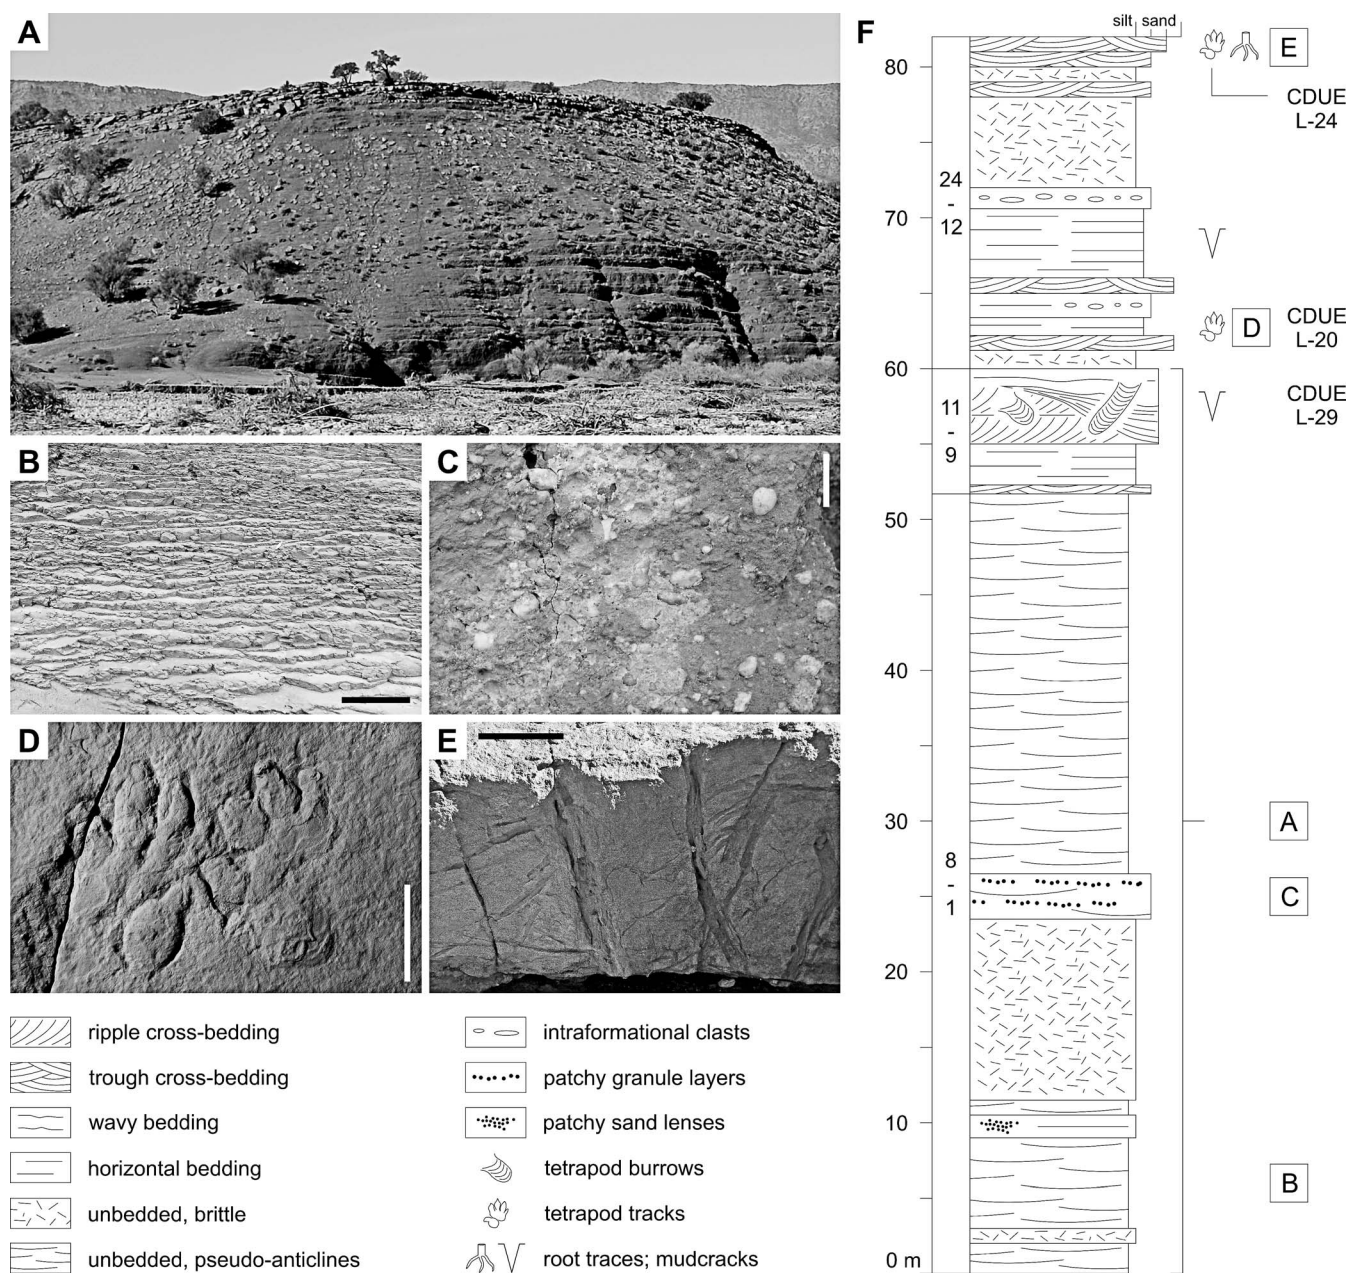 A
B
C
D
E
ripple cross-bedding
trough cross-bedding
wavy bedding
horizontal bedding
unbedded, brittle
unbedded, pseudo-anticlines
intraformational clasts
patchy granule layers
patchy sand lenses
tetrapod burrows
tetrapod tracks
root traces; mudcracks
F
silt sand
80
E
CDUE
L-24
24
-
12
70
D
CDUE
L-20
60
11
-
9
CDUE
L-29
50
40
30
A
8
-
1
C
20
10
B
0 m